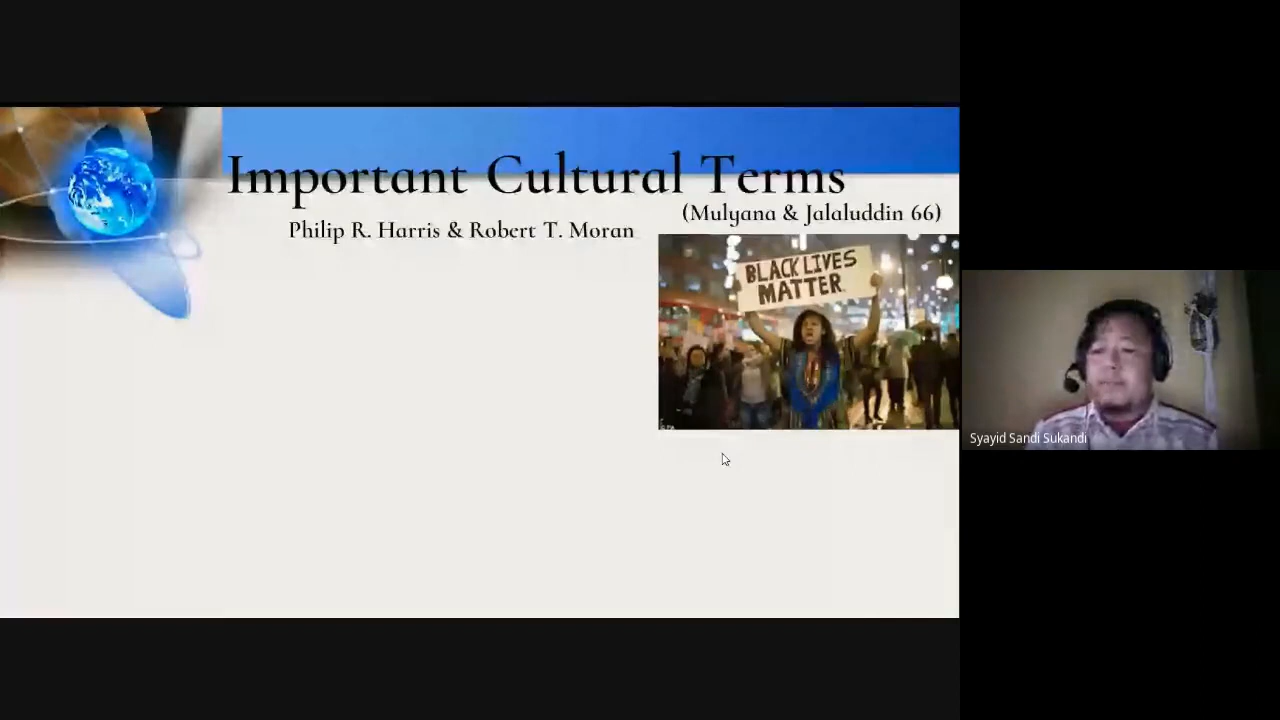 Important Cultural Terms
(Mulyana & Jalaluddin 66)
Philip R. Harris & Robert T. Moran
BLACK LIVES
MATTER
Syayid Sandi Sukandi